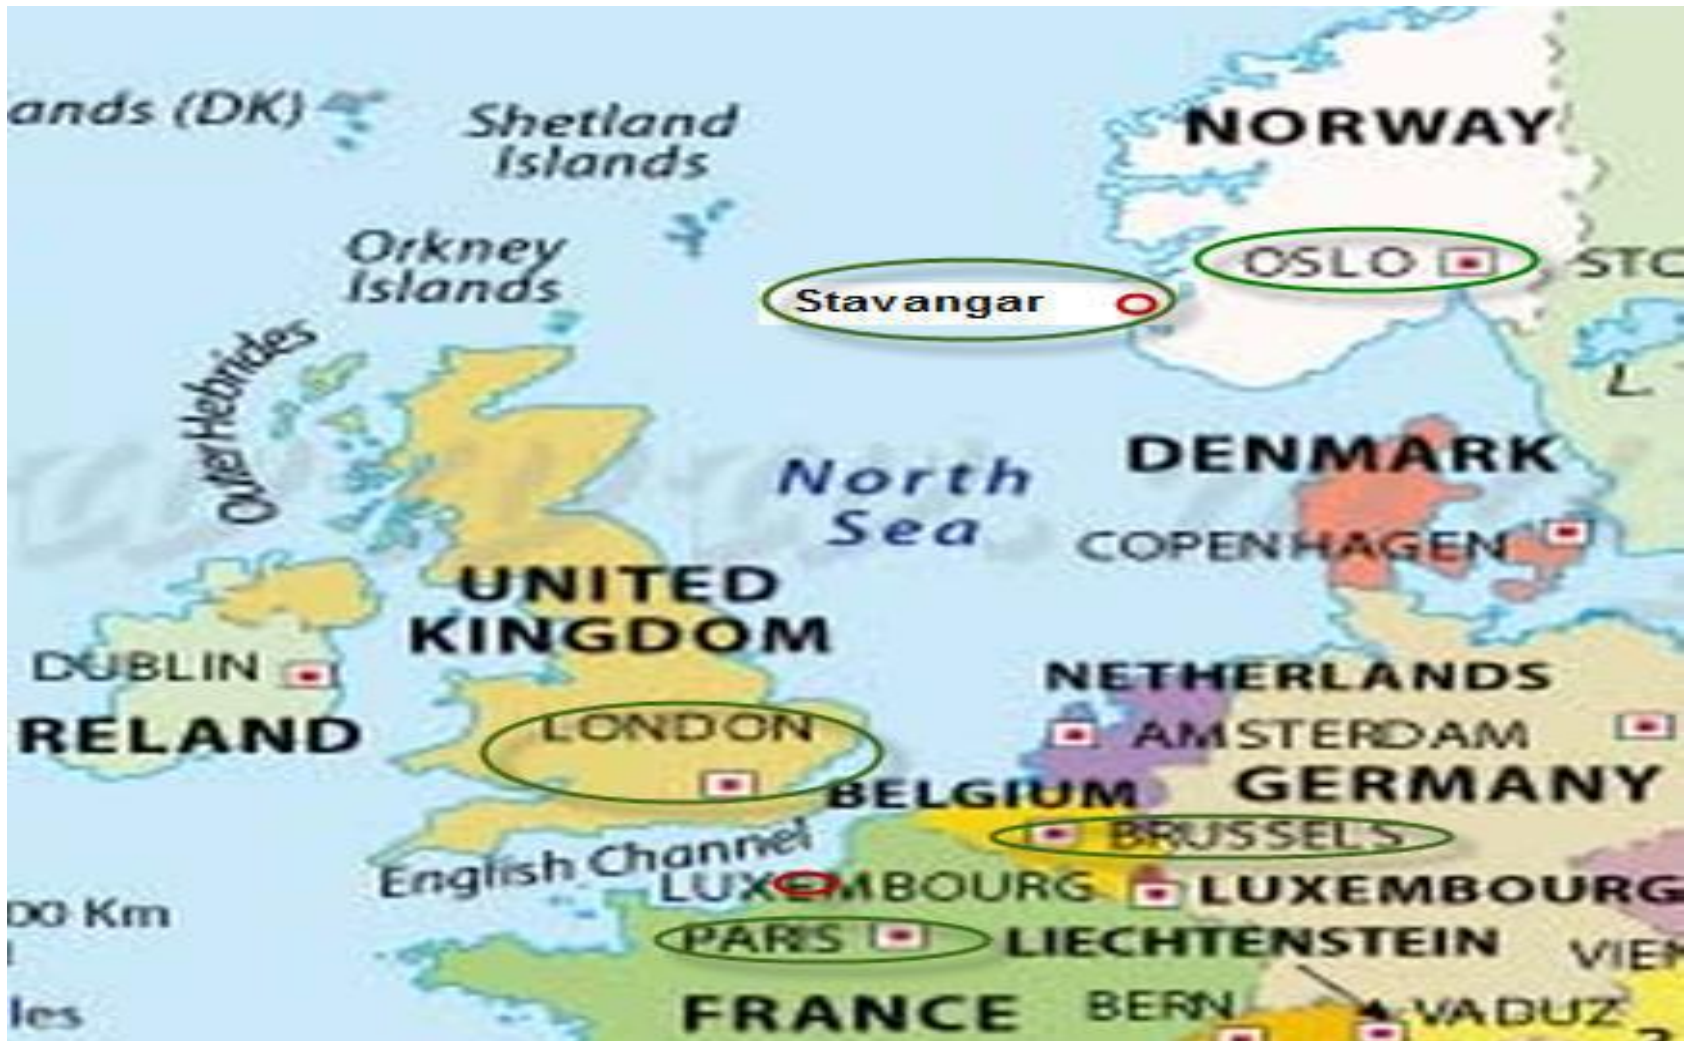 ands (DK)
Shetland
Islands
NORWAY
Orkney
Islands
OSLO
STO
Stavangar
Outer Hebrides
L
North
Sea
DENMARK
COPENHAGEN
UNITED
KINGDOM
DUBLIN
NETHERLANDS
RELAND
LONDON
AMSTERDAM
BELGIUM
GERMANY
BRUSSELS
English Channel
LUXEMBOURG
LUXEMBOURG
00 Km
PARIS
LIECHTENSTEIN
VIEN
les
FRANCE
BERN
VADUZ